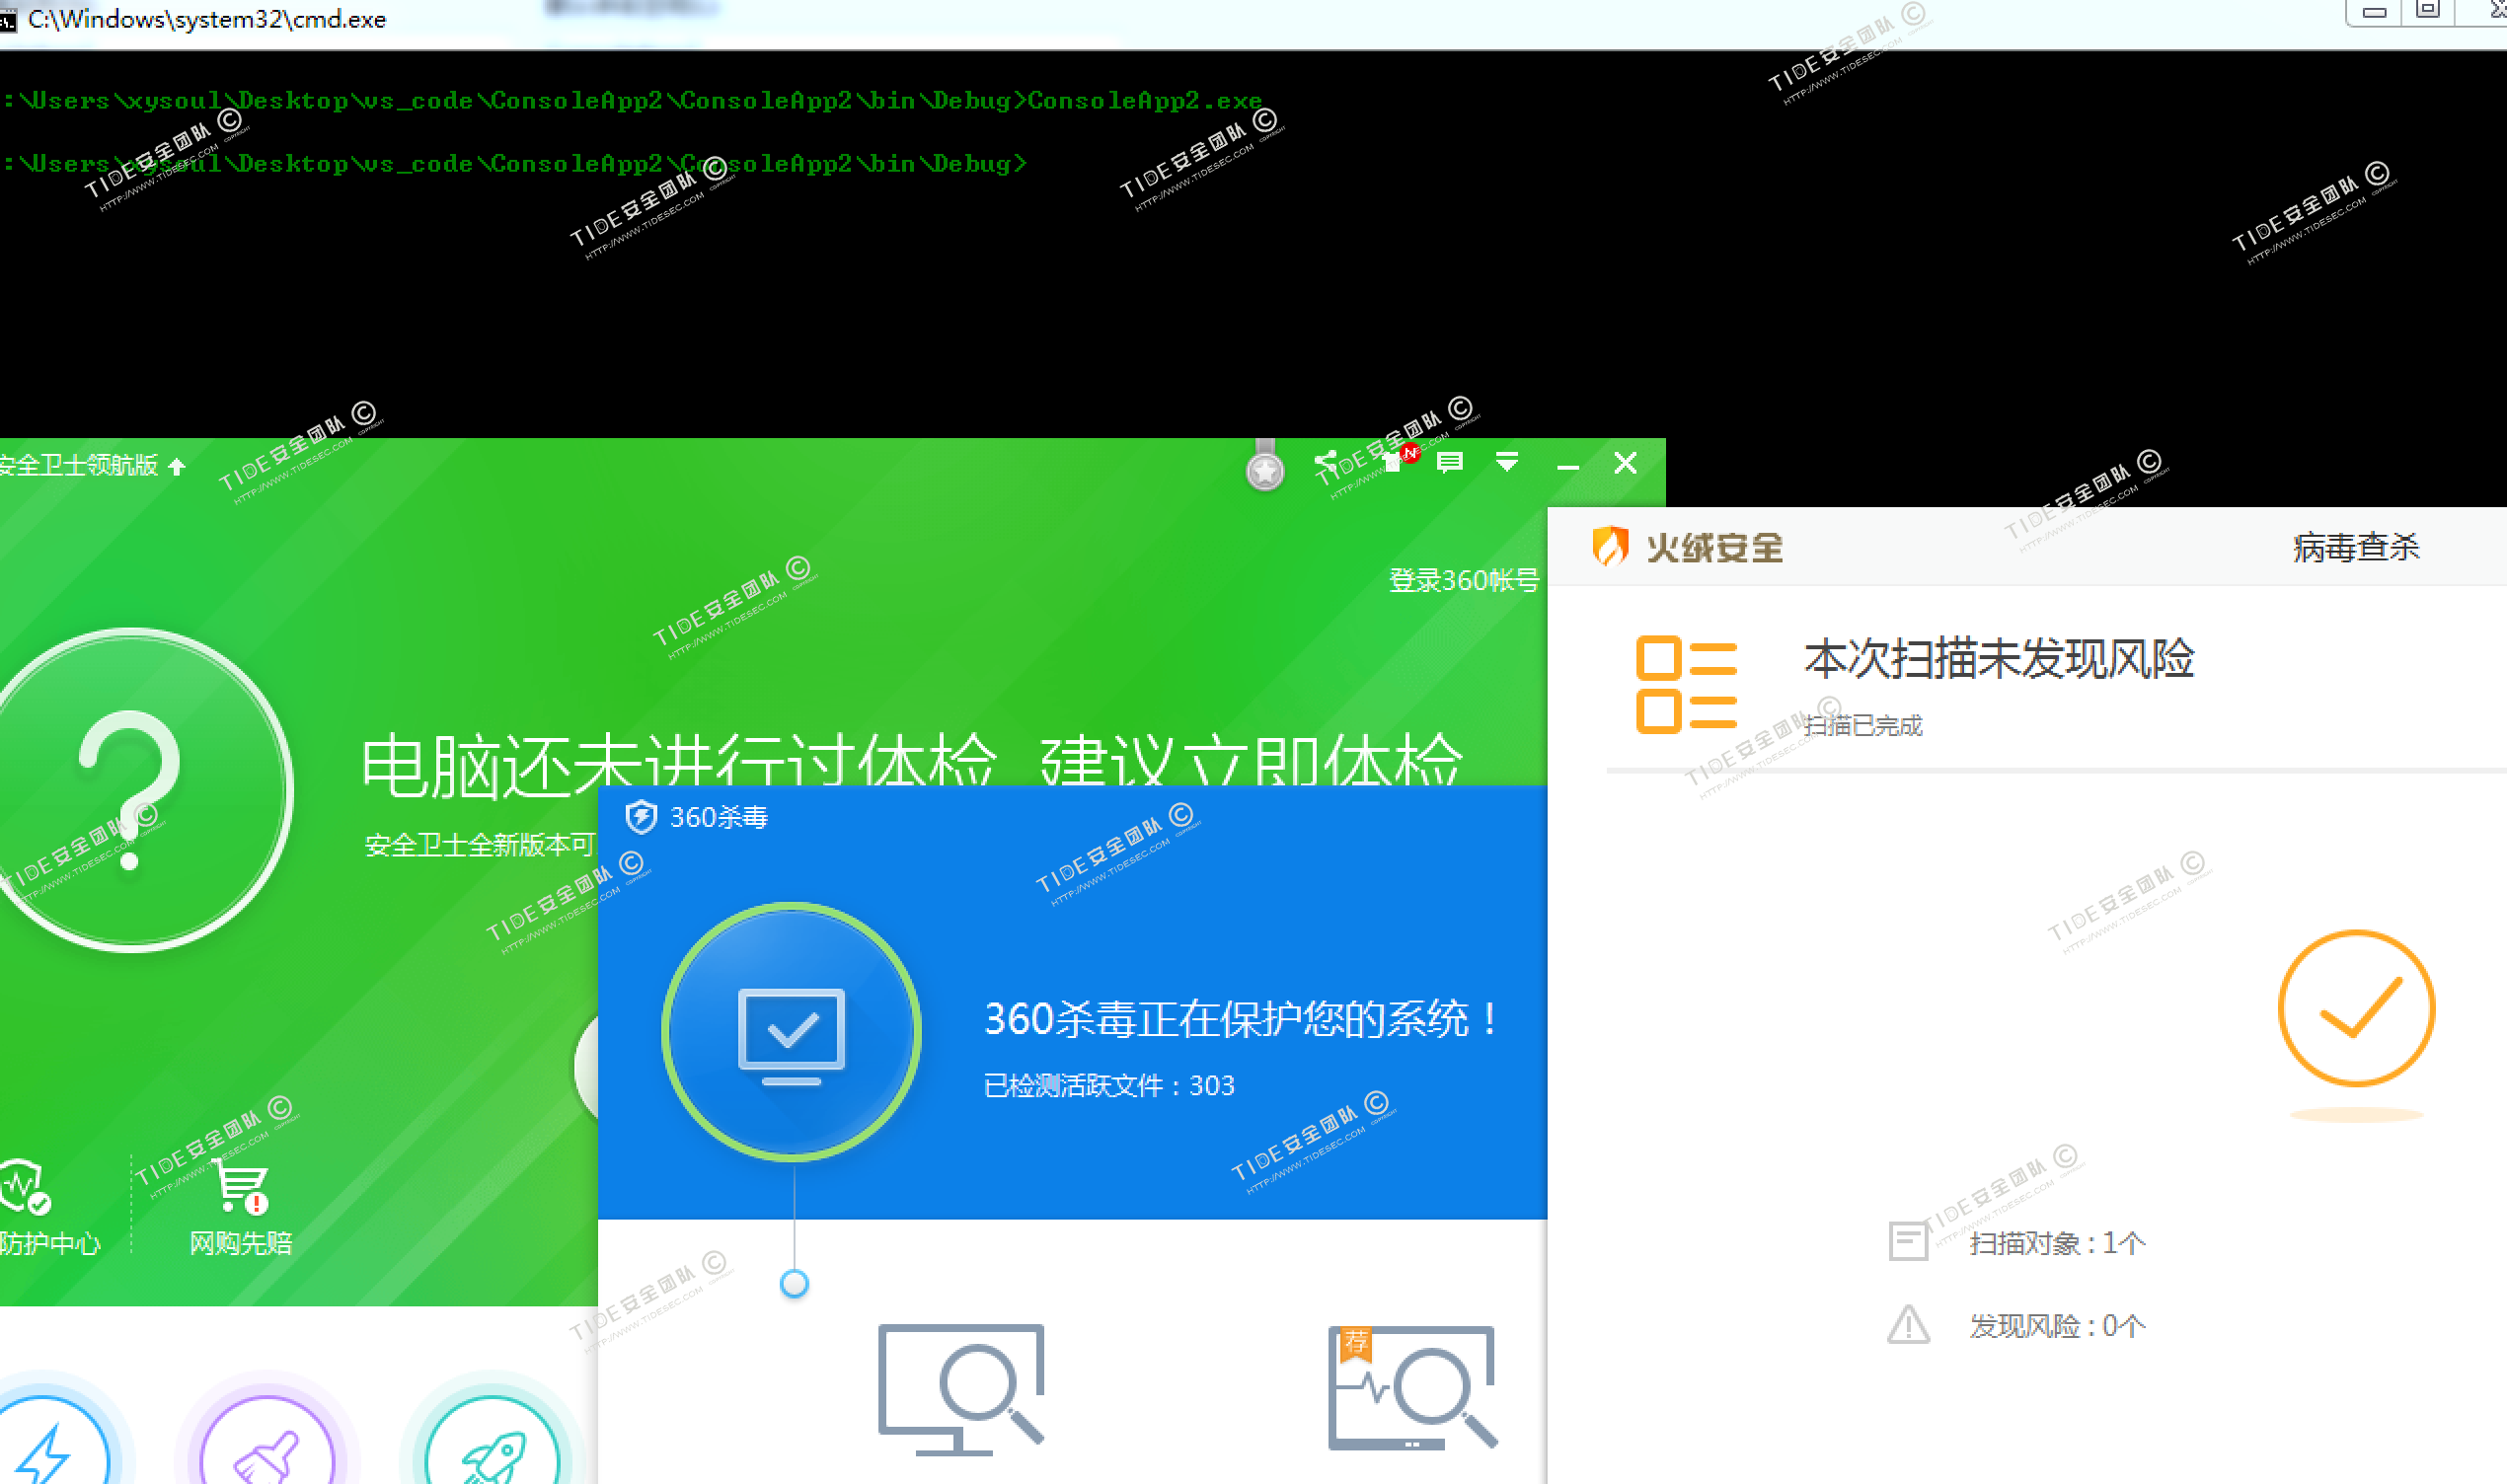 C:\Windows\system32\cmd.exe
:\Users\xysoul\Desktop\vs_code\ConsoleApp2\ConsoleApp2\bin\Debug>ConsoleApp2.exe
:\Users\xysoul\Desktop\vs_code\ConsoleApp2\ConsoleApp2\bin\Debug>
安全卫士领航版
登录360帐号
电脑还未进行过体检 建议立即体检
安全卫士全新版本可
防护中心
网购先赔
360杀毒
360杀毒正在保护您的系统！
已检测活跃文件：303
荐
火绒安全
病毒查杀
本次扫描未发现风险
扫描已完成
扫描对象：1个
发现风险：0个
TIDE安全团队 ©
COPYRIGHT
HTTP://WWW.TIDESEC.COM